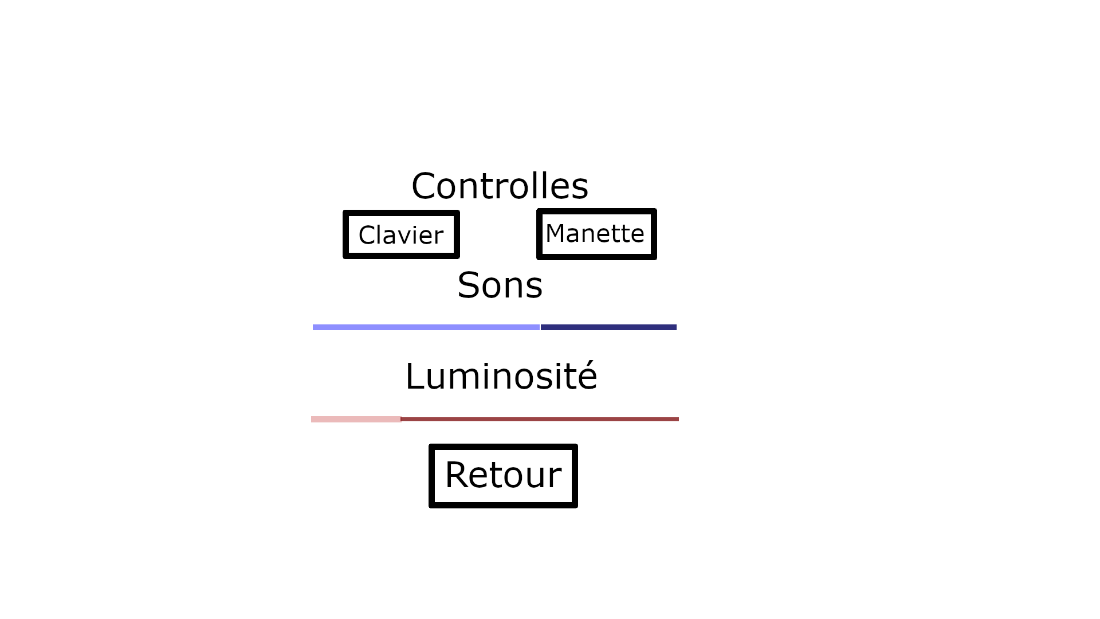 Controlles
Clavier Manette
Sons
Luminosité
Retour